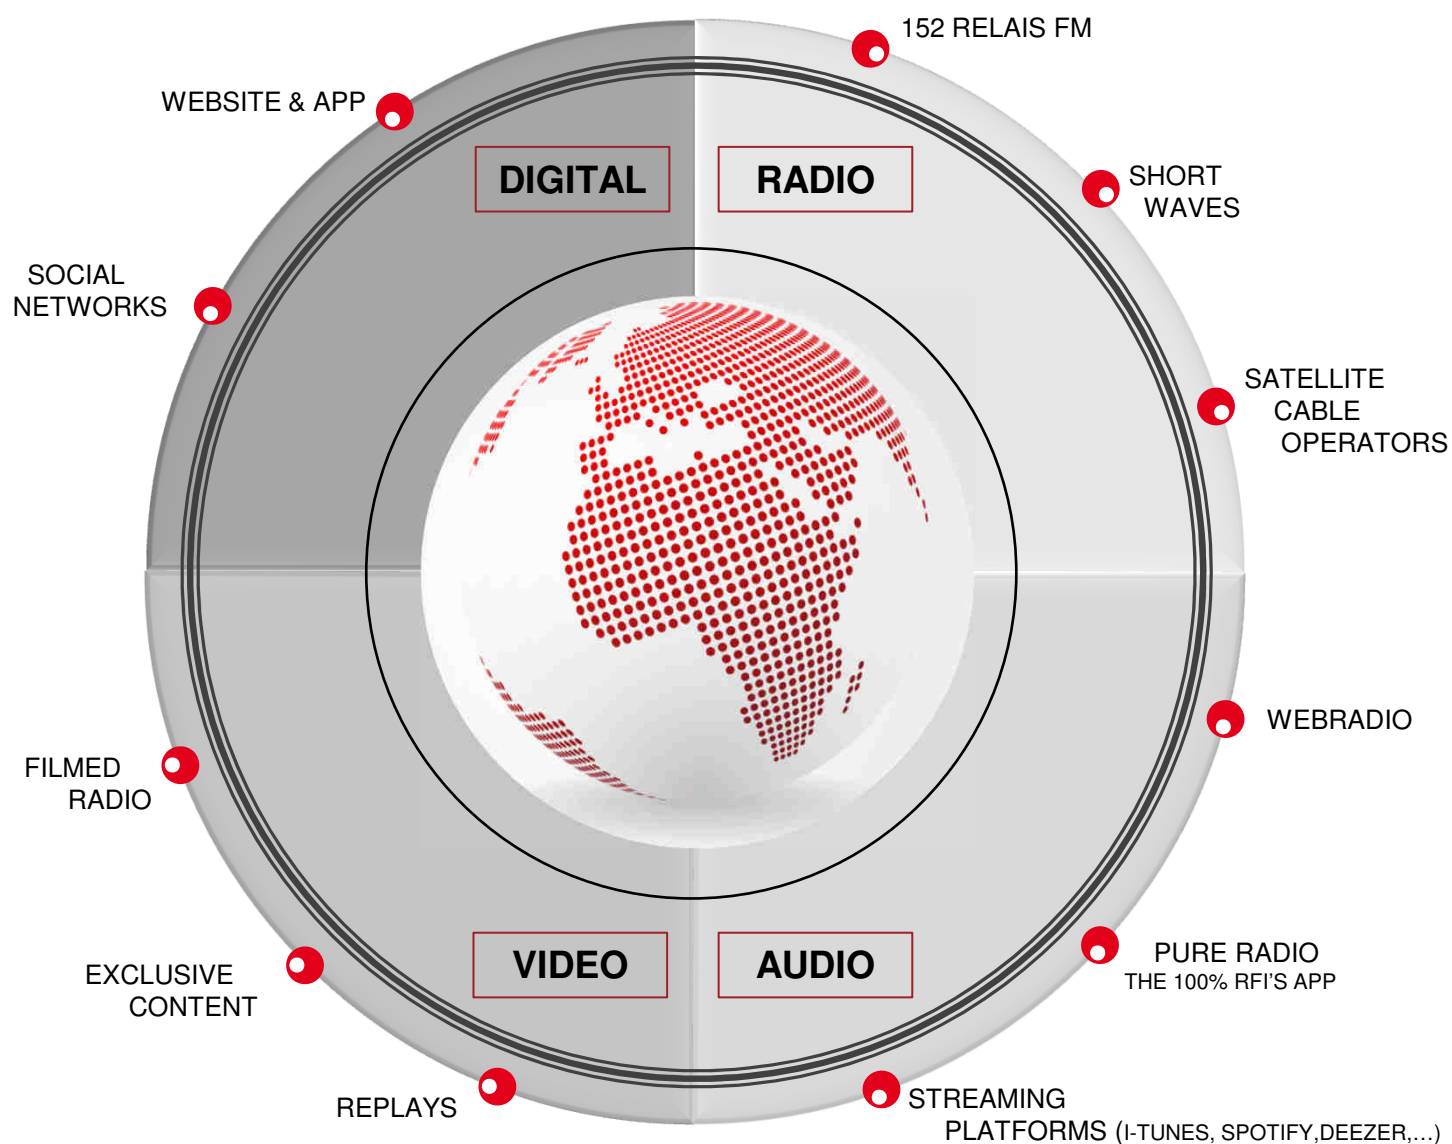 152 RELAIS FM
WEBSITE & APP
DIGITAL
RADIO
SHORT
WAVES
SOCIAL
NETWORKS
SATELLITE
CABLE
OPERATORS
WEBRADIO
FILMED
RADIO
VIDEO
AUDIO
PURE RADIO
THE 100% RFI'S APP
EXCLUSIVE
CONTENT
REPLAYS
STREAMING
PLATFORMS (I-TUNES, SPOTIFY,DEEZER,...)